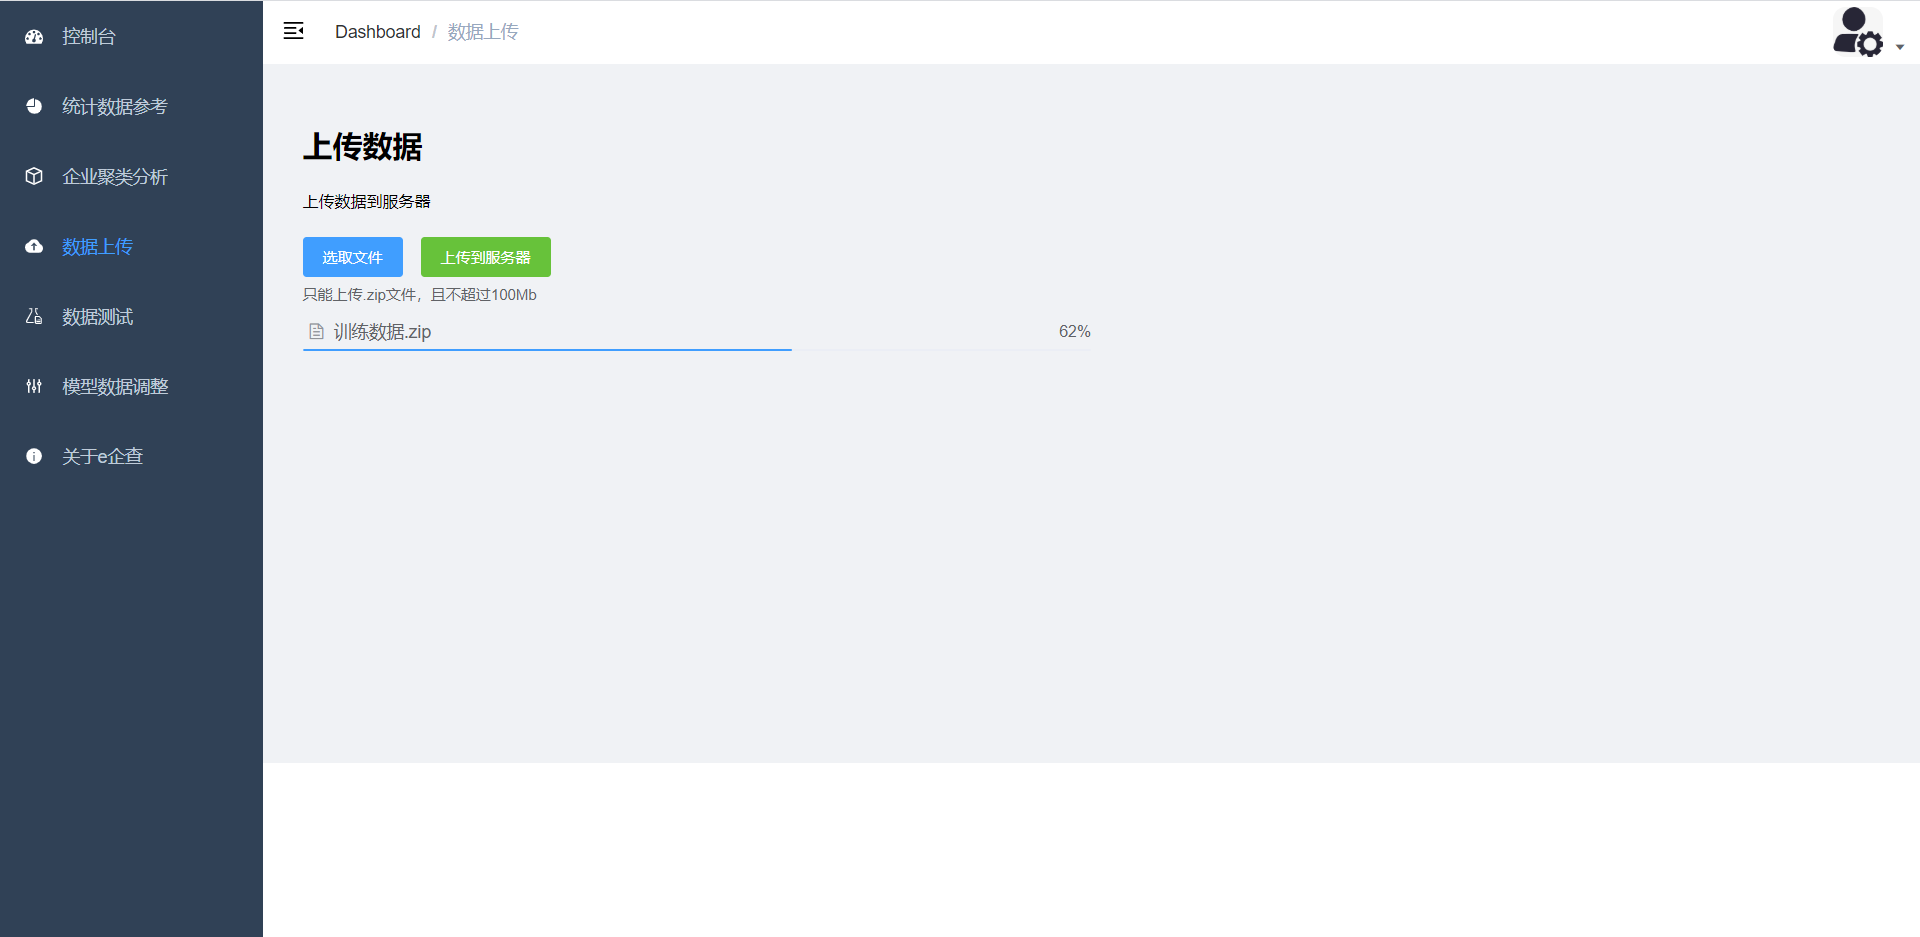 控制台
统计数据参考
企业聚类分析
数据上传
数据测试
模型数据调整
关于e企查
Dashboard / 数据上传
上传数据
上传数据到服务器
选取文件 上传到服务器
只能上传.zip文件，且不超过100Mb
训练数据.zip 62%